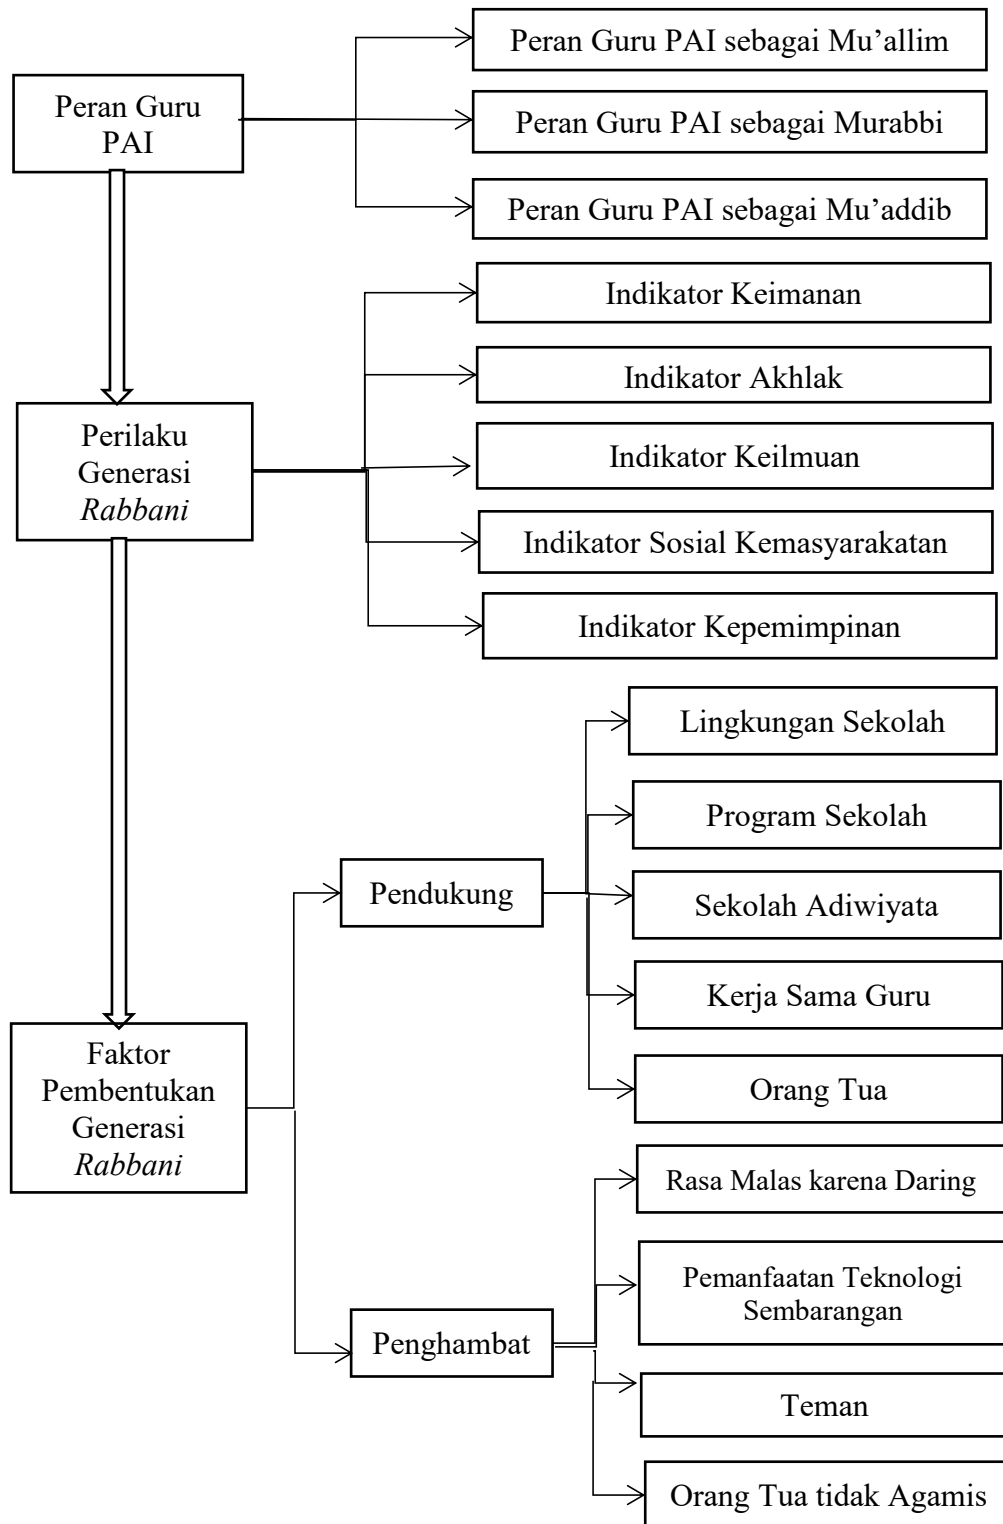 Peran Guru
PAI
Peran Guru PAI sebagai Mu’allim
Peran Guru PAI sebagai Murabbi
Peran Guru PAI sebagai Mu’addib
Perilaku
Generasi
Rabbani
Indikator Keimanan
Indikator Akhlak
Indikator Keilmuan
Indikator Sosial Kemasyarakatan
Indikator Kepemimpinan
Faktor
Pembentukan
Generasi
Rabbani
Pendukung
Lingkungan Sekolah
Program Sekolah
Sekolah Adiwiyata
Kerja Sama Guru
Orang Tua
Penghambat
Rasa Malas karena Daring
Pemanfaatan Teknologi
Sembarangan
Teman
Orang Tua tidak Agamis